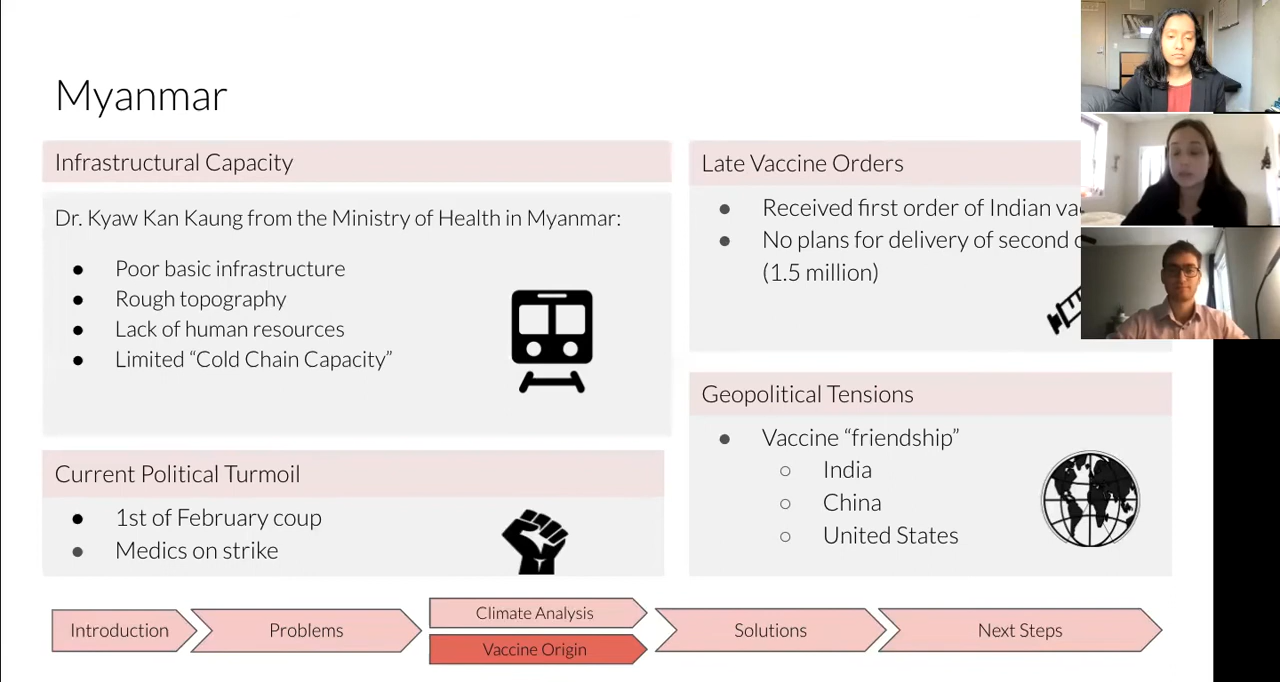 Myanmar
Infrastructural Capacity
Dr. Kyaw Kan Kaung from the Ministry of Health in Myanmar:
● Poor basic infrastructure
● Rough topography
● Lack of human resources
● Limited “Cold Chain Capacity”
Current Political Turmoil
● 1st of February coup
● Medics on strike
Late Vaccine Orders
● Received first order of Indian
● No plans for delivery of second
(1.5 million)
Geopolitical Tensions
● Vaccine “friendship”
○ India
○ China
○ United States
Introduction
Problems
Climate Analysis
Vaccine Origin
Solutions
Next Steps